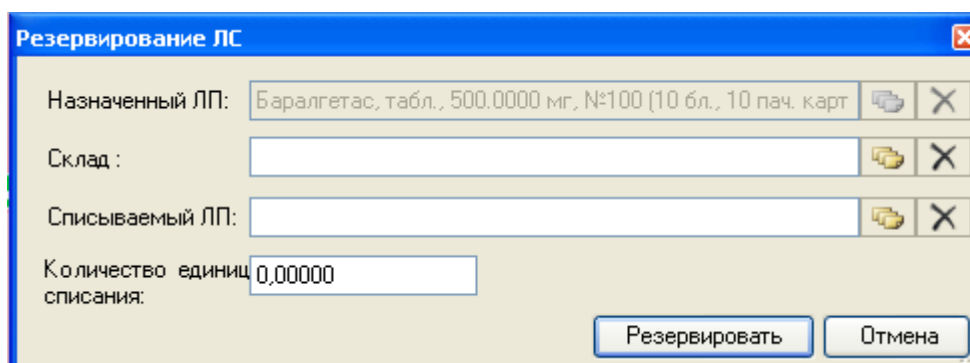 Резервирование ЛС
Назначенный ЛП: Баралгетас, табл., 500.0000 мг, №100 (10 бл., 10 пач. карт
Склад :
Списываемый ЛП:
Количество единиц 0,00000
списания:
Резервировать Отмена